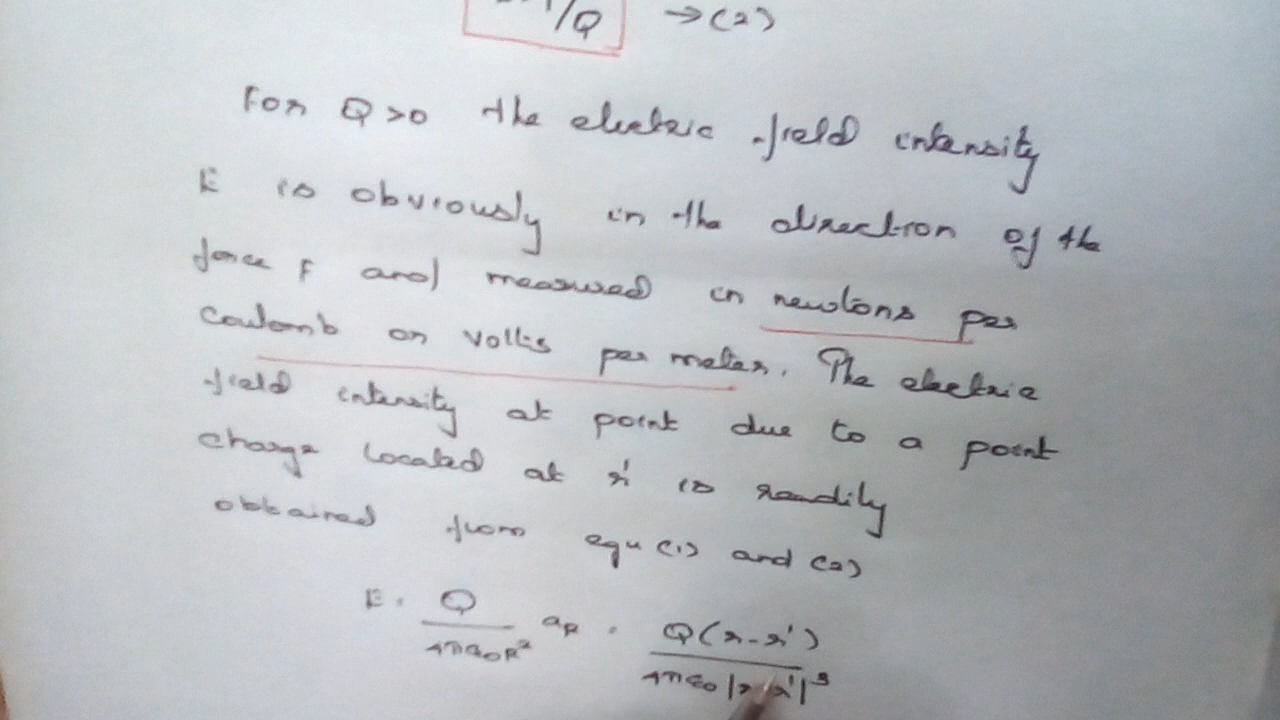 /Q → (2)
For Q>0 the electric field intensity
E is obviously in the direction of the
force F and measured in newtons per
Coulomb or volts per meter. The electric
field intensity at point due to a point
charge located at r' is readily
obtained from equ (1) and (2)
E = Q / 4πε₀R² aR = Q(r-r') / 4πε₀|r-r'|³